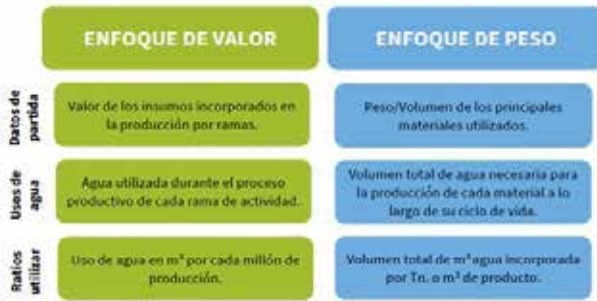 ENFOQUE DE VALOR
ENFOQUE DE PESO
Datos de
partida
Valor de los insumos incorporados en
la producción por ramas.
Peso/Volumen de los principales
materiales utilizados.
Usos de
agua
Agua utilizada durante el proceso
productivo de cada rama de actividad.
Volumen total de agua necesaria para
la producción de cada material a lo
largo de su ciclo de vida.
Ratios
utilizar
Uso de agua en m³ por cada millón de
producción.
Volumen total de m³ agua incorporada
por Tn. o m³ de producto.